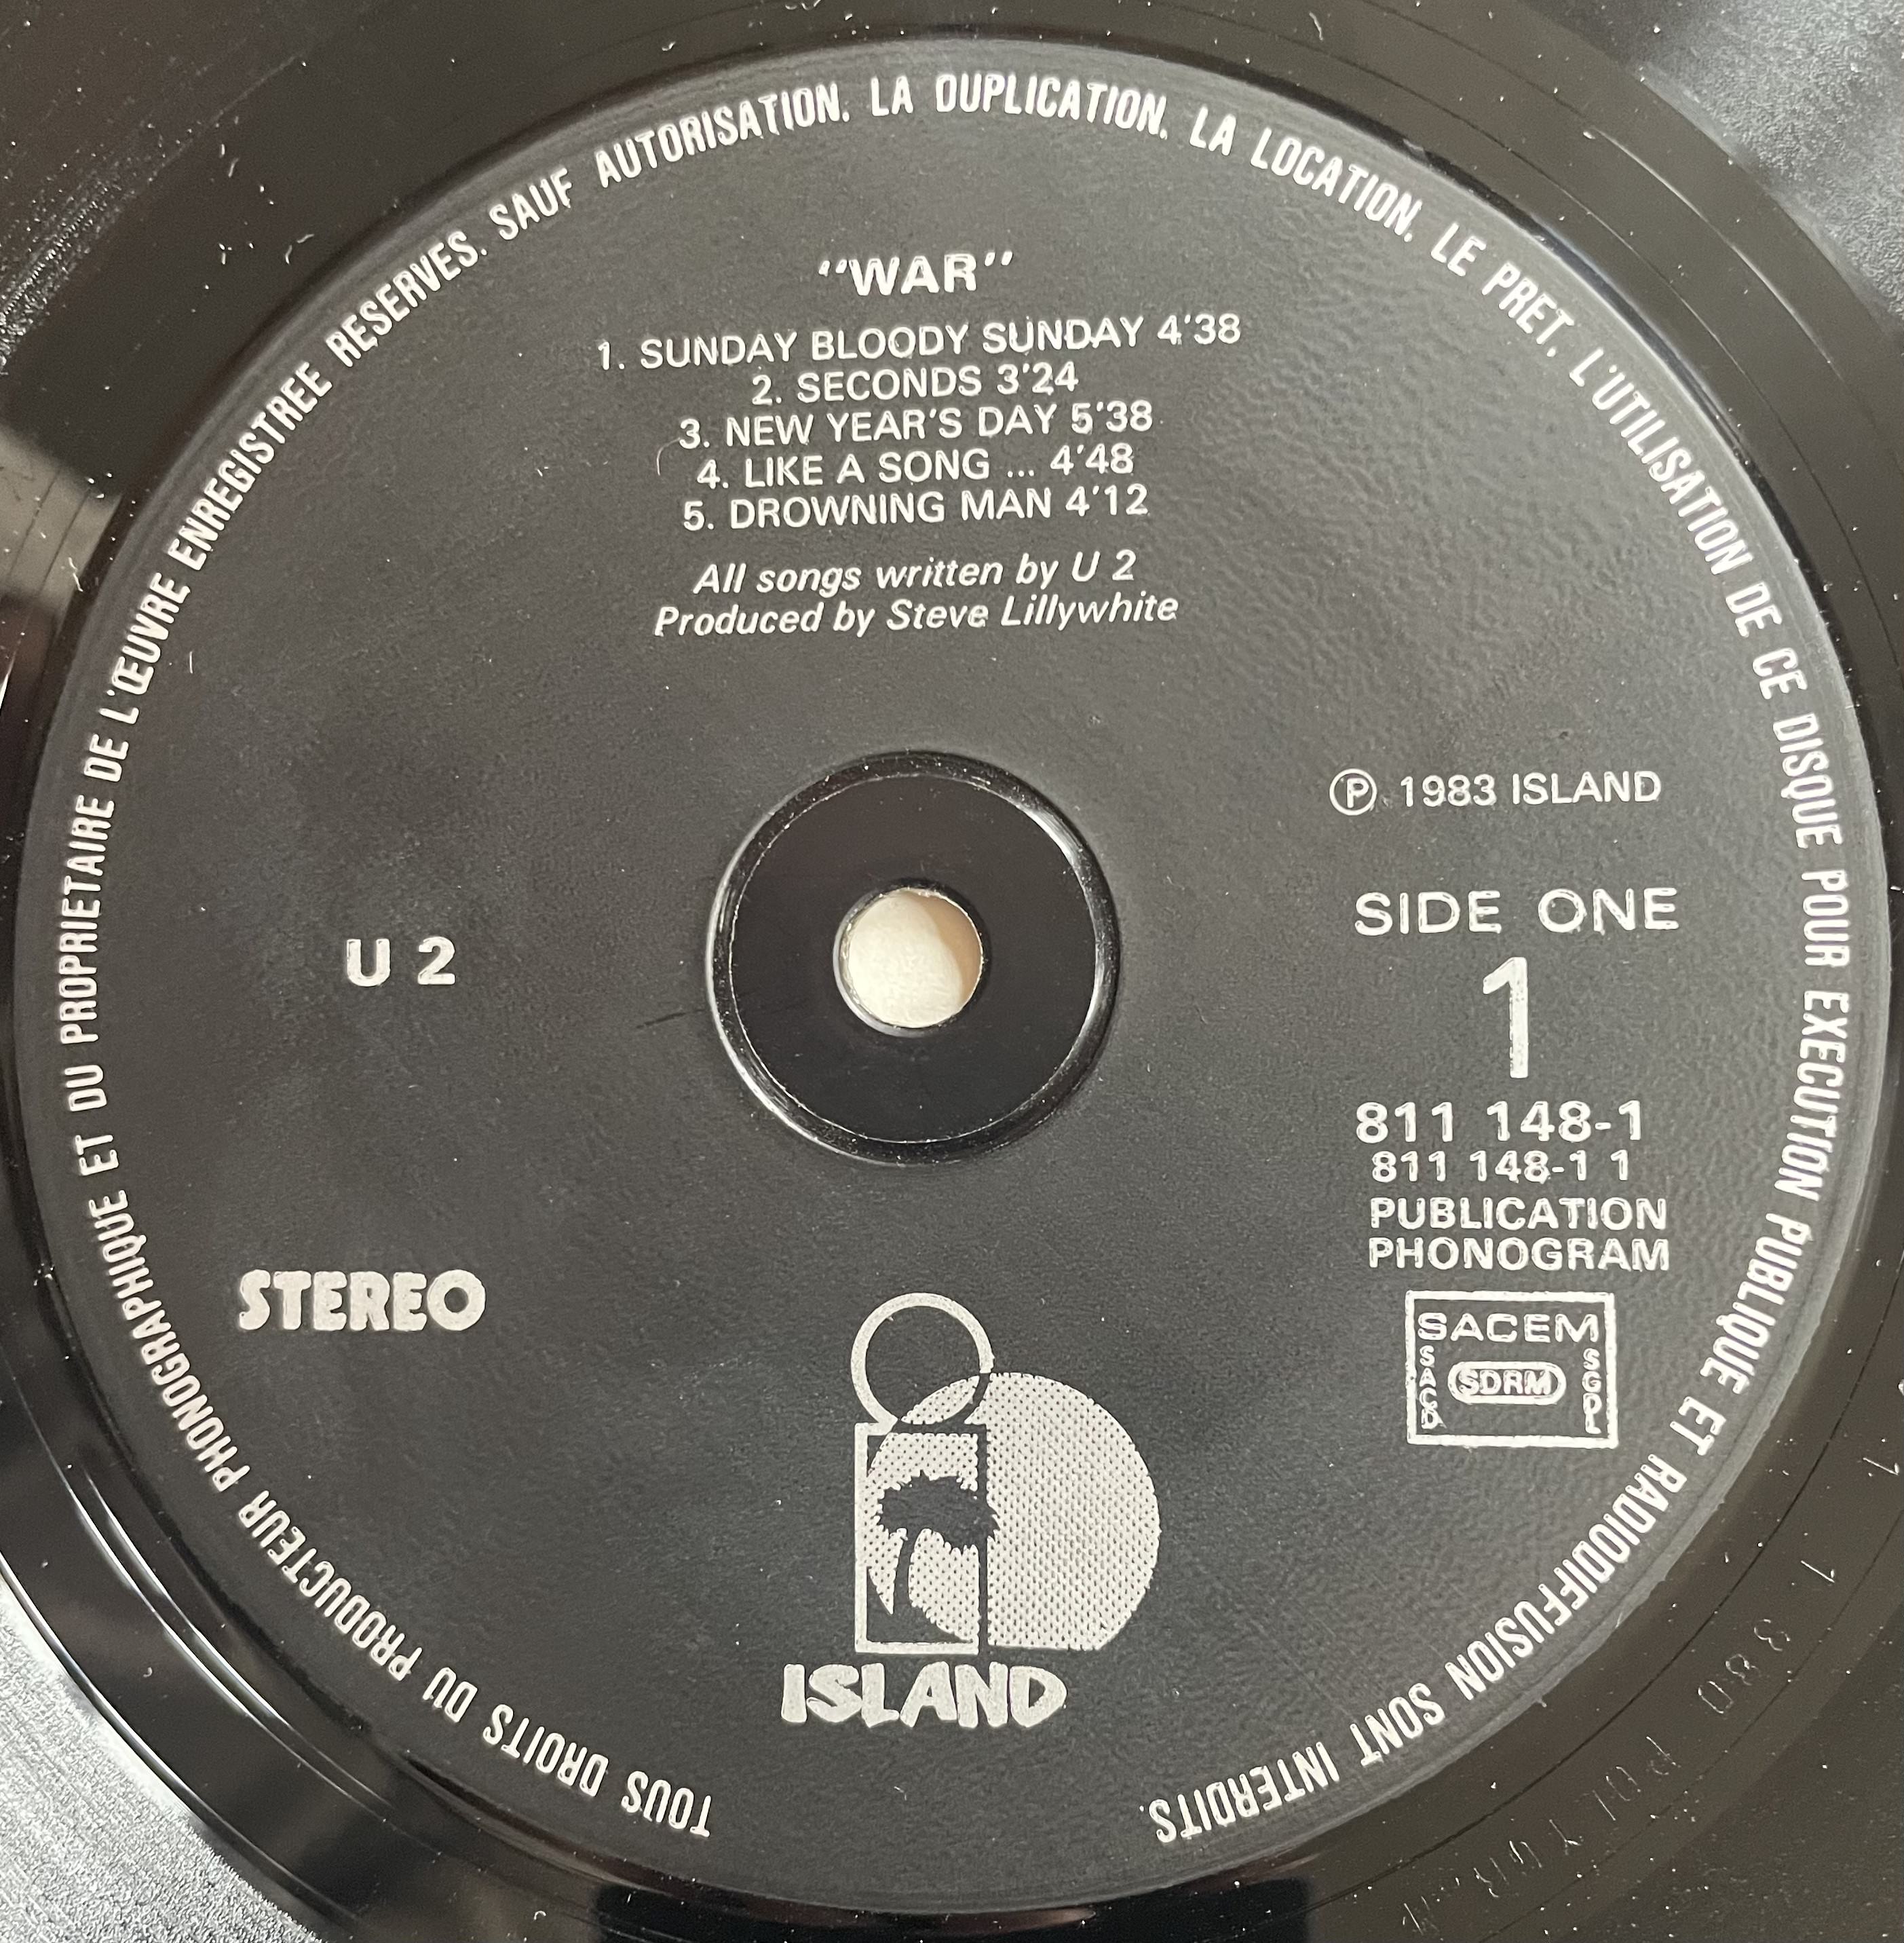 TOUS DROITS DU PRODUCTEUR PHONOGRAPHIQUE ET DU PROPRIETAIRE DE L'ŒUVRE ENREGISTREE RESERVES. SAUF AUTORISATION. LA DUPLICATION. LA LOCATION. LE PRET. L'UTILISATION DE CE DISQUE POUR EXECUTION PUBLIQUE ET RADIODIFFUSION SONT INTERDITS.
"WAR"
1. SUNDAY BLOODY SUNDAY 4'38
2. SECONDS 3'24
3. NEW YEAR'S DAY 5'38
4. LIKE A SONG ... 4'48
5. DROWNING MAN 4'12
All songs written by U 2
Produced by Steve Lillywhite
℗ 1983 ISLAND
U 2
SIDE ONE
1
811 148-1
811 148-1 1
PUBLICATION
PHONOGRAM
STEREO
SACEM
SACD
SDRM
SGDL
ISLAND
1 380